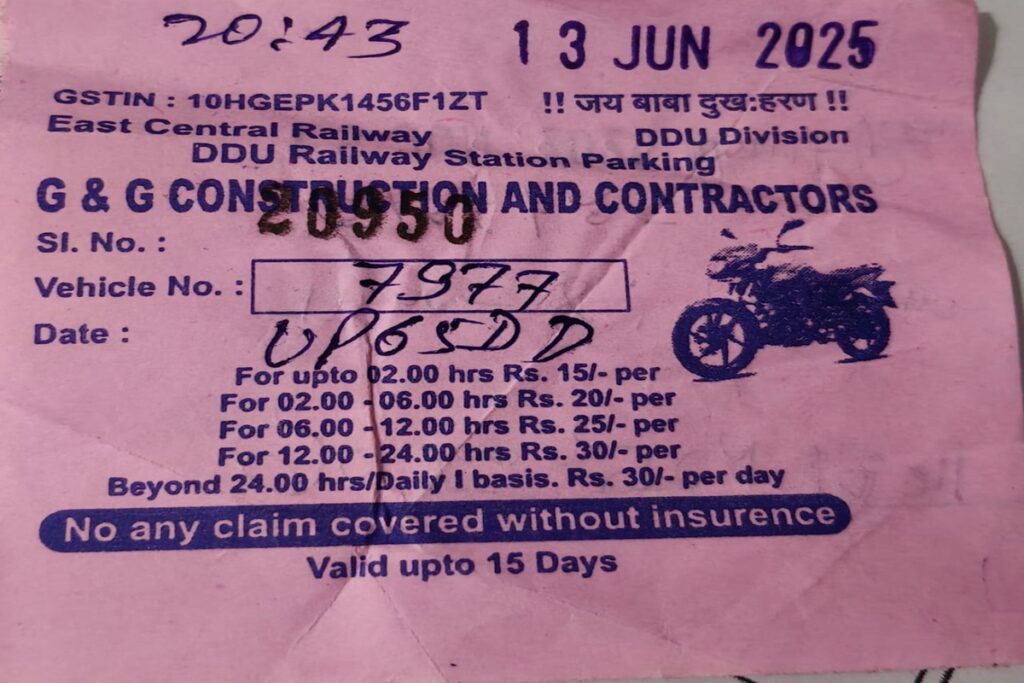 20:43 13 JUN 2025
GSTIN : 10HGEPK1456F1ZT !! जय बाबा दुख:हरण !!
East Central Railway DDU Division
DDU Railway Station Parking
G & G CONSTRUCTION AND CONTRACTORS
20950
Sl. No. :
Vehicle No. : 7977
Date : UP65DD
For upto 02.00 hrs Rs. 15/- per
For 02.00 - 06.00 hrs Rs. 20/- per
For 06.00 - 12.00 hrs Rs. 25/- per
For 12.00 - 24.00 hrs Rs. 30/- per
Beyond 24.00 hrs/Daily I basis. Rs. 30/- per day
No any claim covered without insurence
Valid upto 15 Days